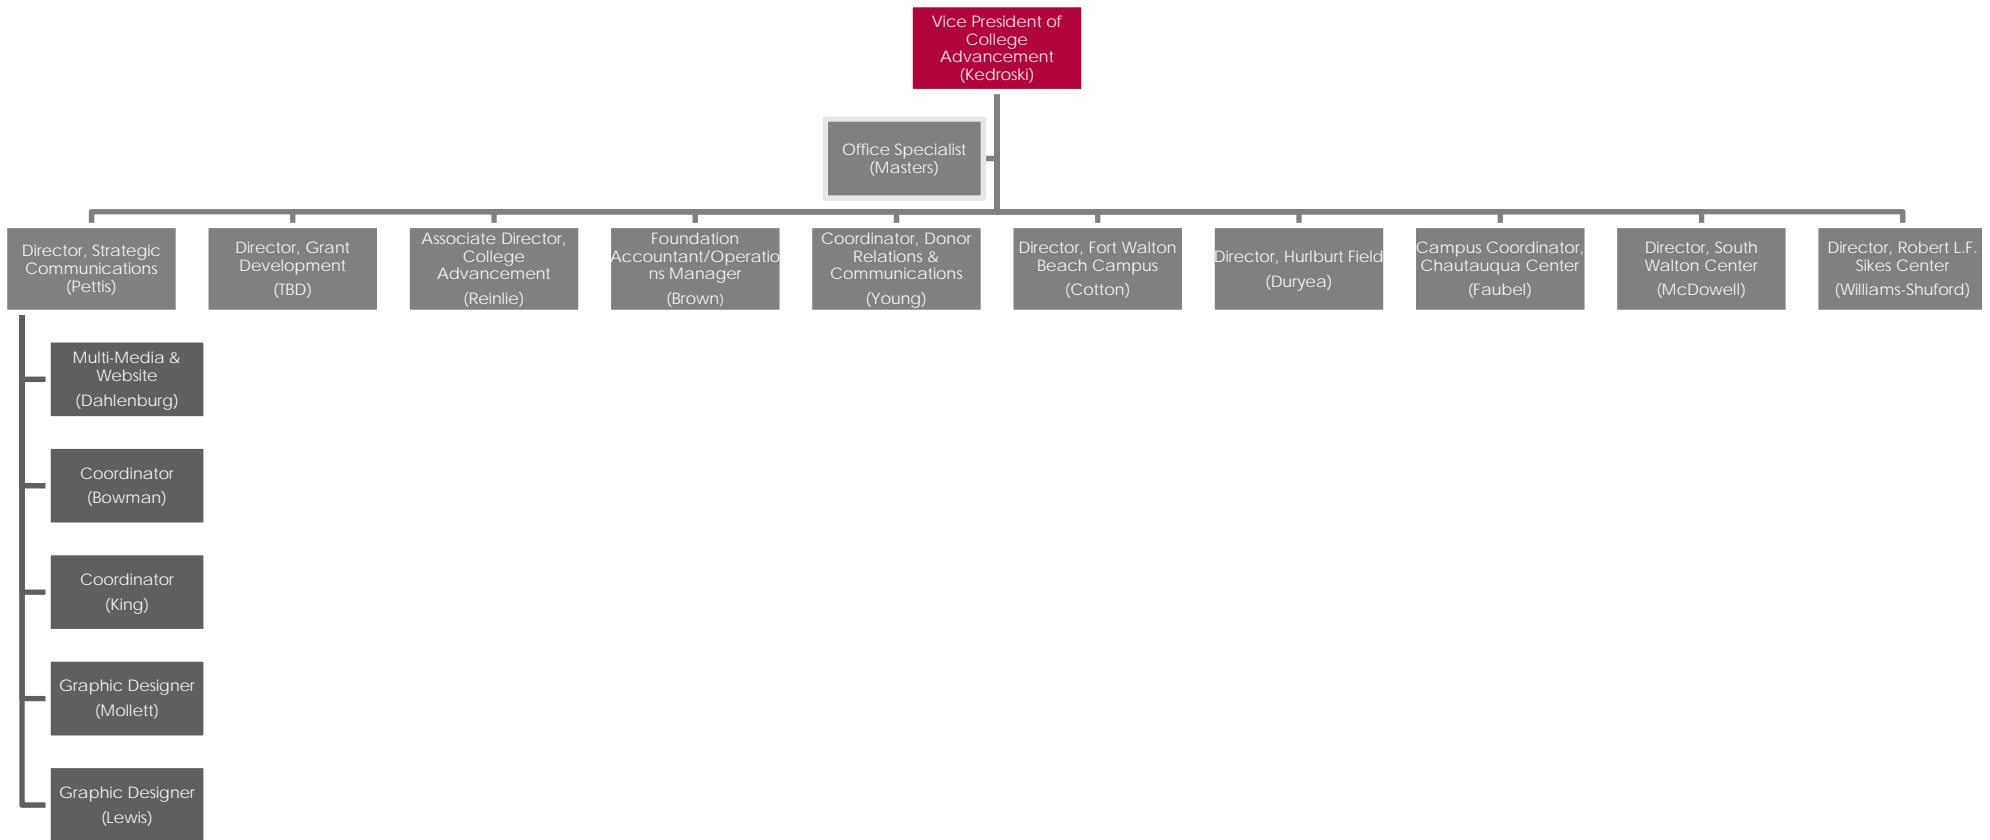 Vice President of
College
Advancement
(Kedroski)
Office Specialist
(Masters)
Director, Strategic
Communications
(Pettis)
Director, Grant
Development
(TBD)
Associate Director,
College
Advancement
(Reinlie)
Foundation
Accountant/Operatio
ns Manager
(Brown)
Coordinator, Donor
Relations &
Communications
(Young)
Director, Fort Walton
Beach Campus
(Cotton)
Director, Hurlburt Field
(Duryea)
Campus Coordinator,
Chautauqua Center
(Faubel)
Director, South
Walton Center
(McDowell)
Director, Robert L.F.
Sikes Center
(Williams-Shuford)
Multi-Media &
Website
(Dahlenburg)
Coordinator
(Bowman)
Coordinator
(King)
Graphic Designer
(Mollett)
Graphic Designer
(Lewis)